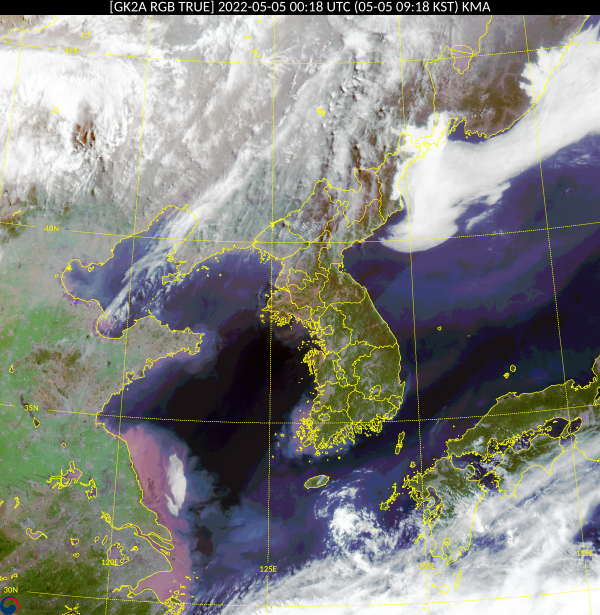 [GK2A RGB TRUE] 2022-05-05 00:18 UTC (05-05 09:18 KST) KMA
40N
35N
120E
125E
30N